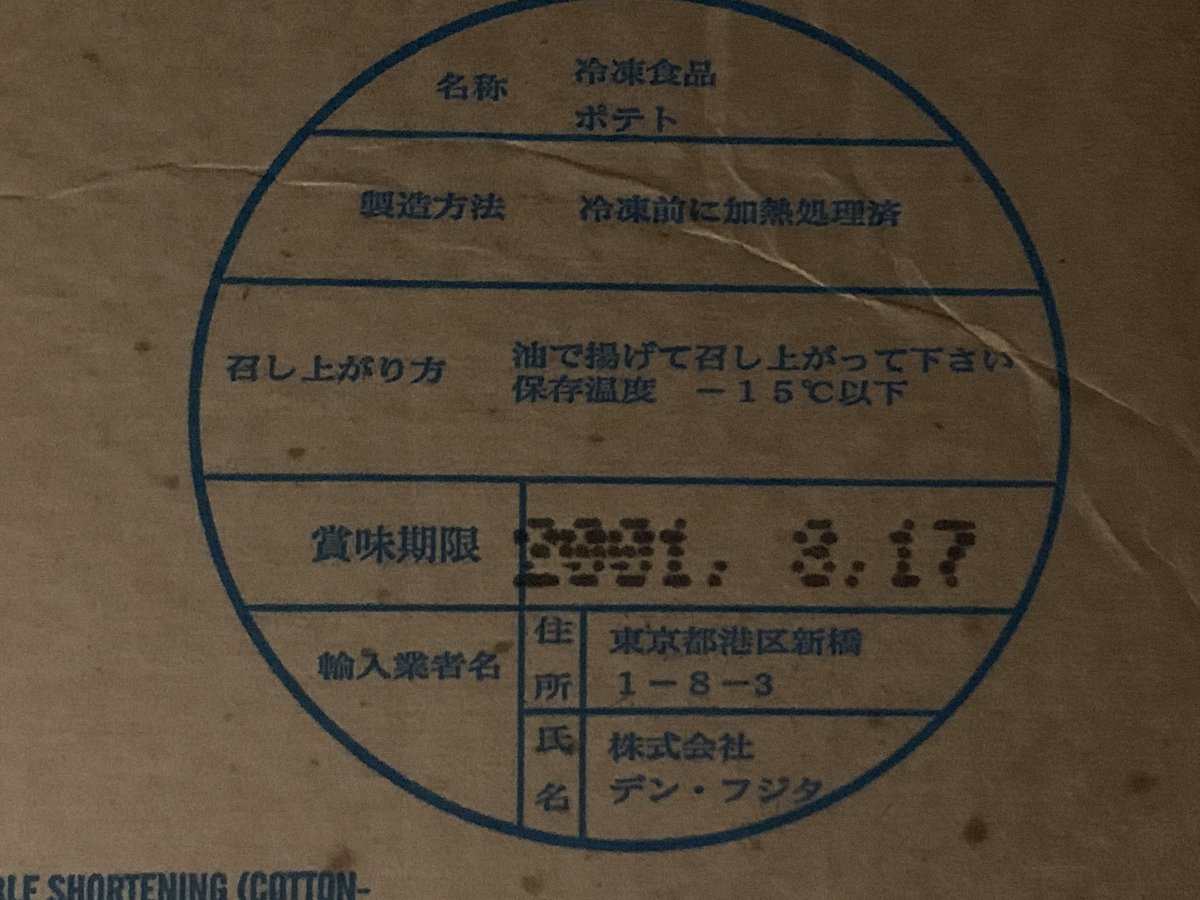 名称 冷凍食品
ポテト
製造方法 冷凍前に加熱処理済
召し上がり方 油で揚げて召し上がって下さい
保存温度 －15℃以下
賞味期限 2001, 8,17
輸入業者名 住所 東京都港区新橋
1－8－3
氏名 株式会社
デン・フジタ
SHORTENING (COTTON-